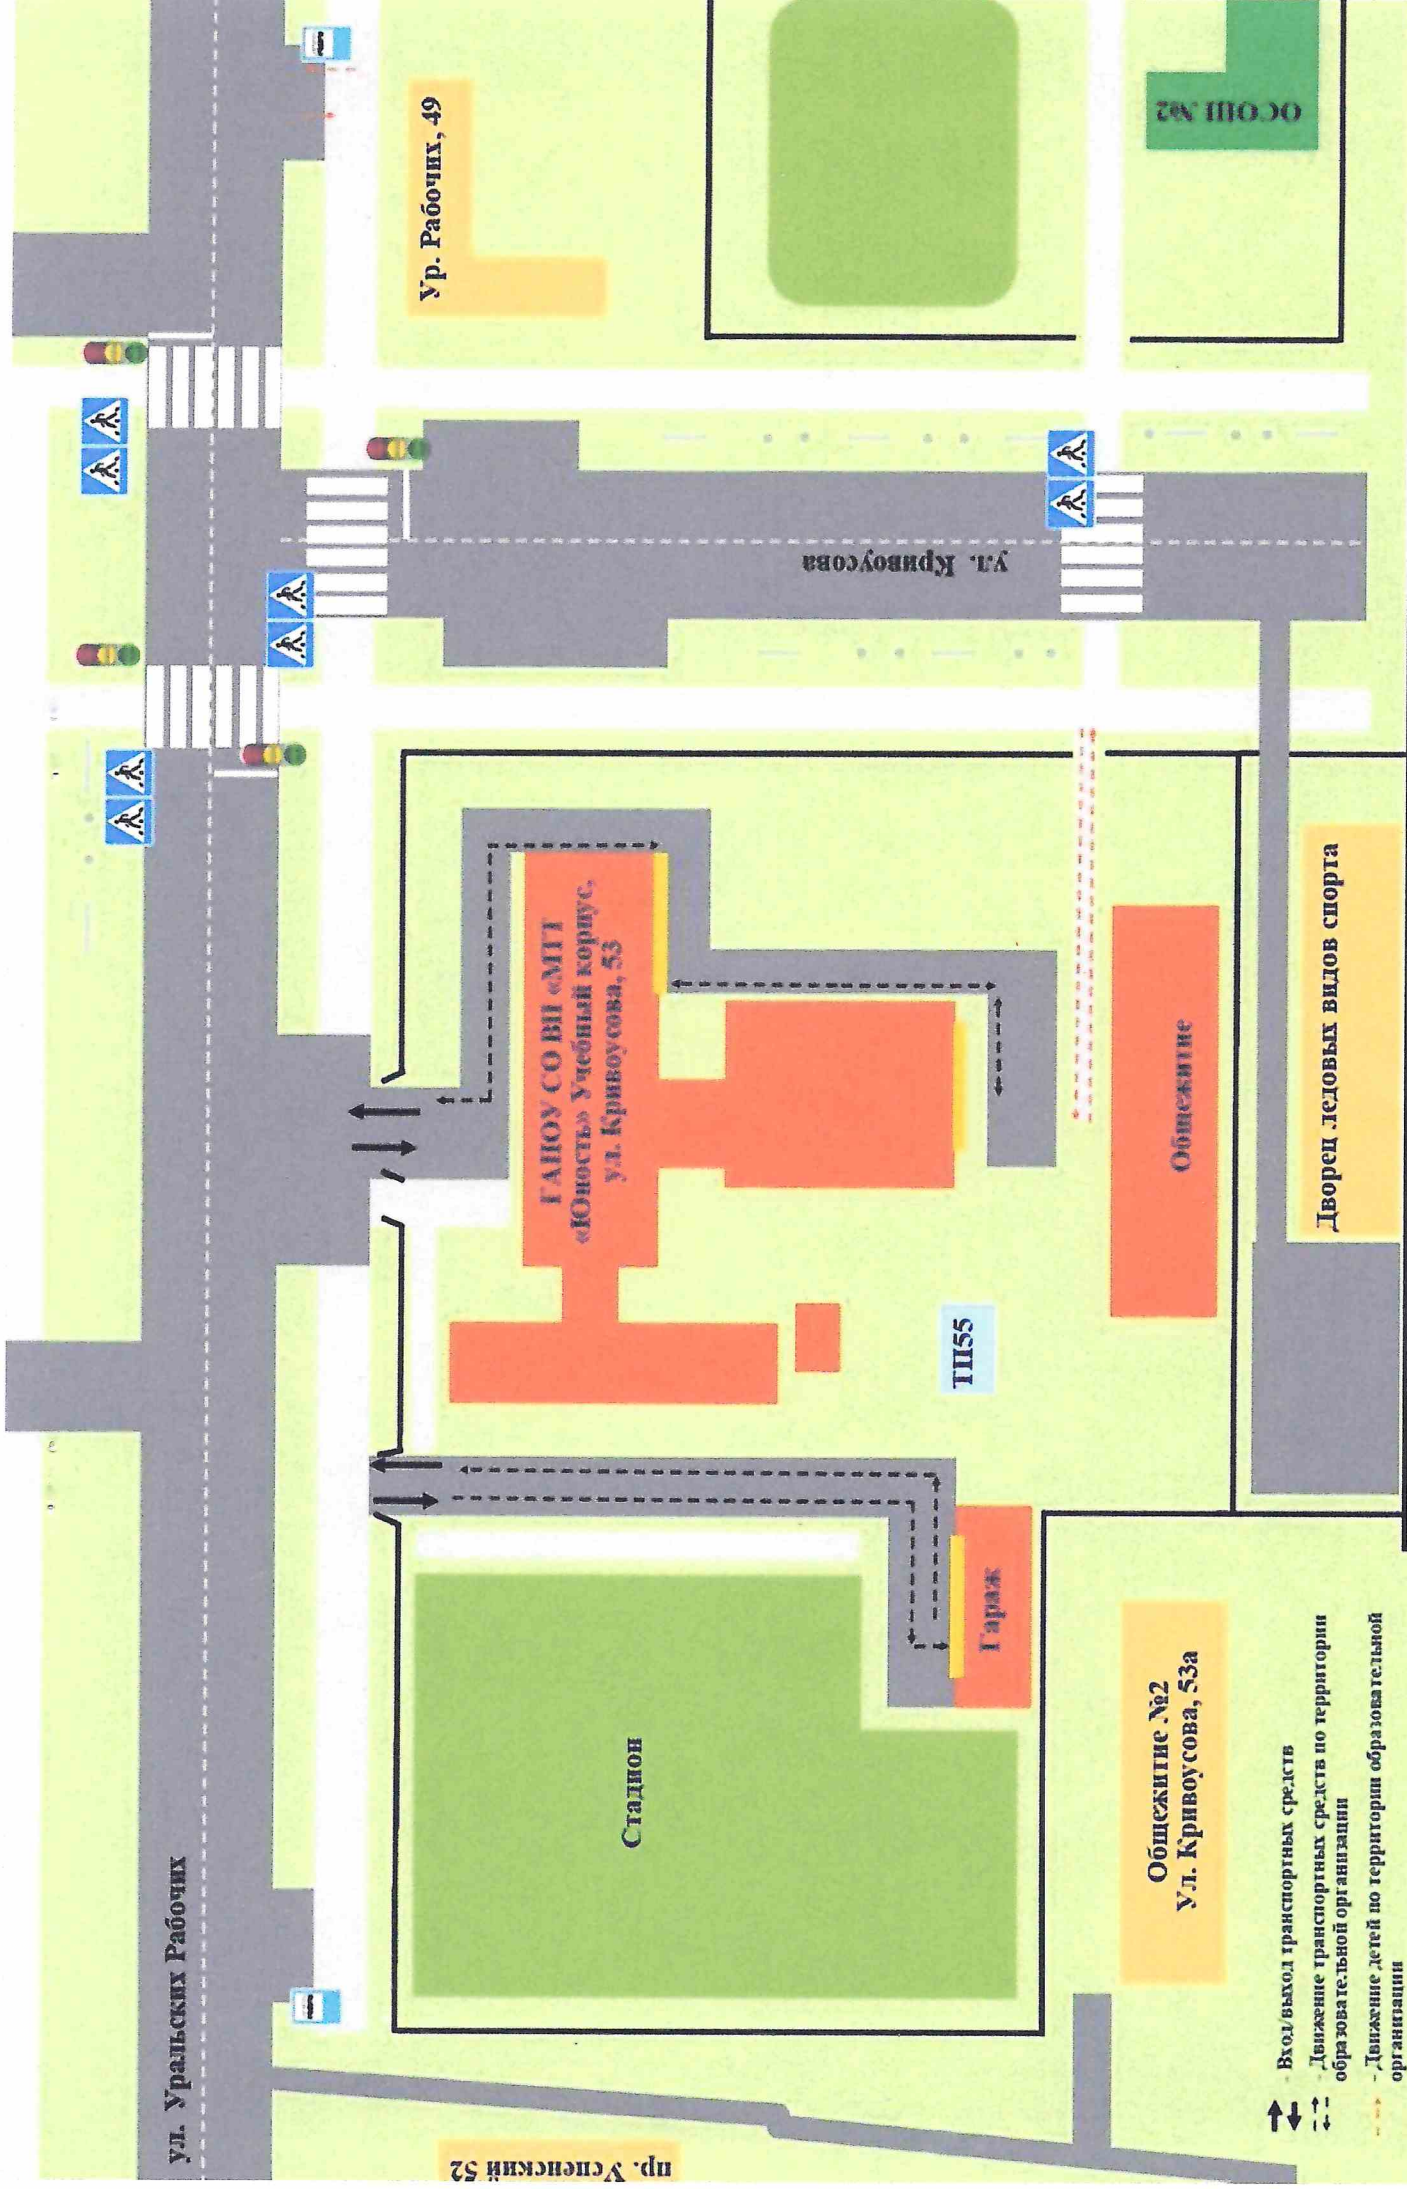 ул. Уральских Рабочих
Ур. Рабочих, 49
ОСОШ №2
ул. Кривоусова
ГАПОУ СО ВП «МТТ
«Юность» Учебный корпус,
ул. Кривоусова, 53
Общежитие
Дворец ледовых видов спорта
ТП55
Стадион
Гараж
Общежитие №2
Ул. Кривоусова, 53а
пр. Успенский 52
- Вход/выход транспортных средств
- Движение транспортных средств по территории
образовательной организации
- Движение детей по территории образовательной
организации